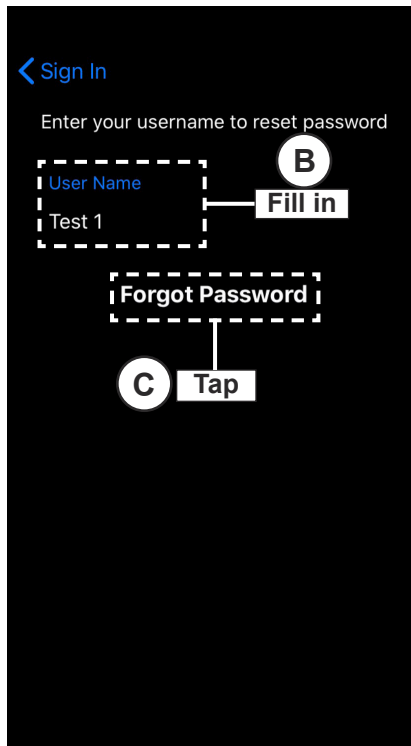 Sign In
Enter your username to reset password
B
User Name
Fill in
Test 1
Forgot Password
C
Tap